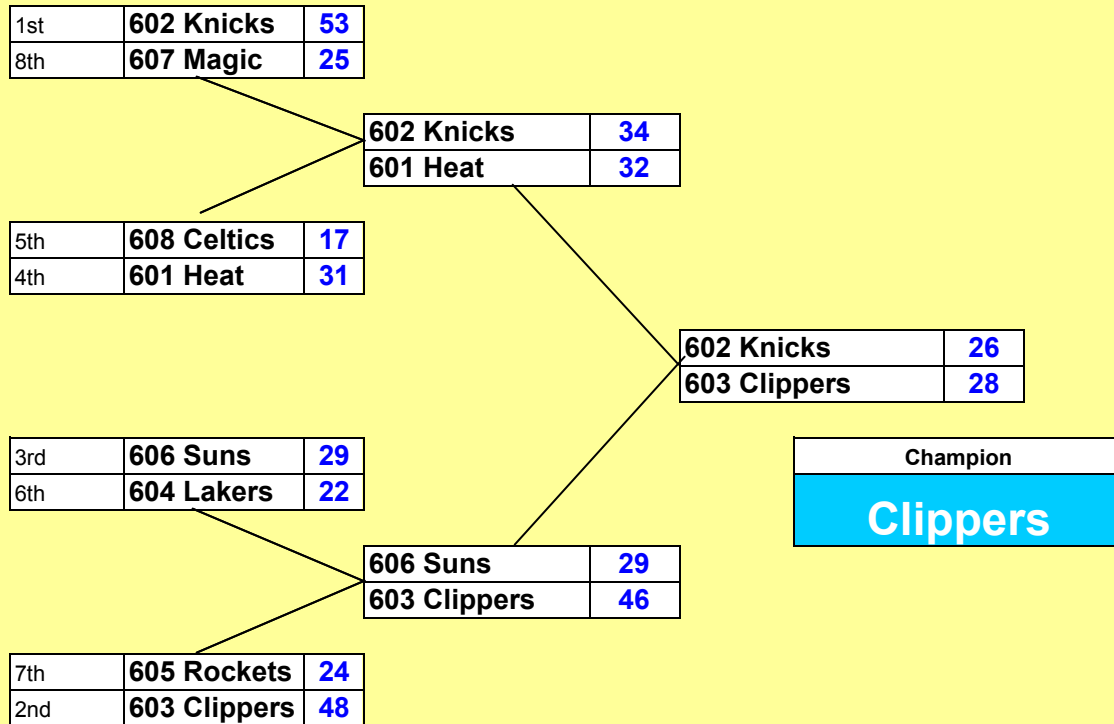 1st 602 Knicks 53
8th 607 Magic 25
602 Knicks 34
601 Heat 32
5th 608 Celtics 17
4th 601 Heat 31
602 Knicks 26
603 Clippers 28
3rd 606 Suns 29
6th 604 Lakers 22
Champion
Clippers
606 Suns 29
603 Clippers 46
7th 605 Rockets 24
2nd 603 Clippers 48